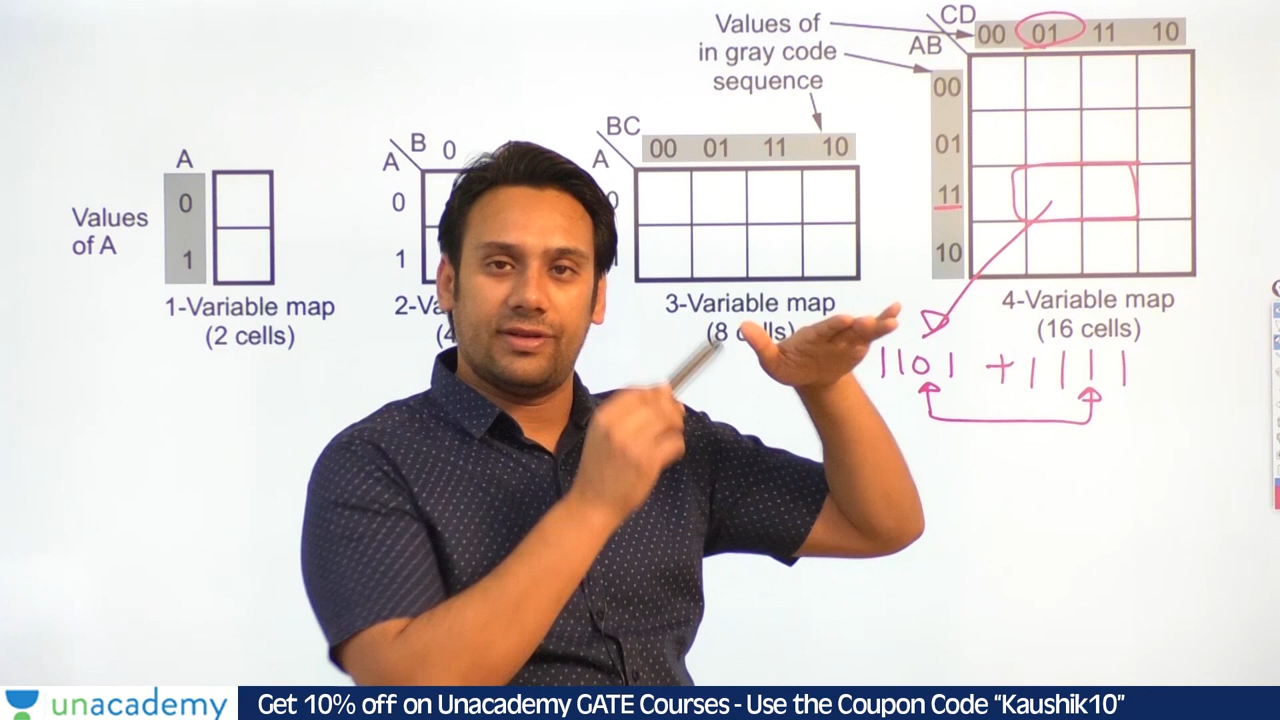 Values of
in gray code
sequence
CD
AB
00 01 11 10
00
01
11
10
4-Variable map
(16 cells)
1101 + 1111
A
Values
of A
0
1
1-Variable map
(2 cells)
B
A
0
0
1
BC
A
00 01 11 10
3-Variable map
unacademy
Get 10% off on Unacademy GATE Courses - Use the Coupon Code “Kaushik10”